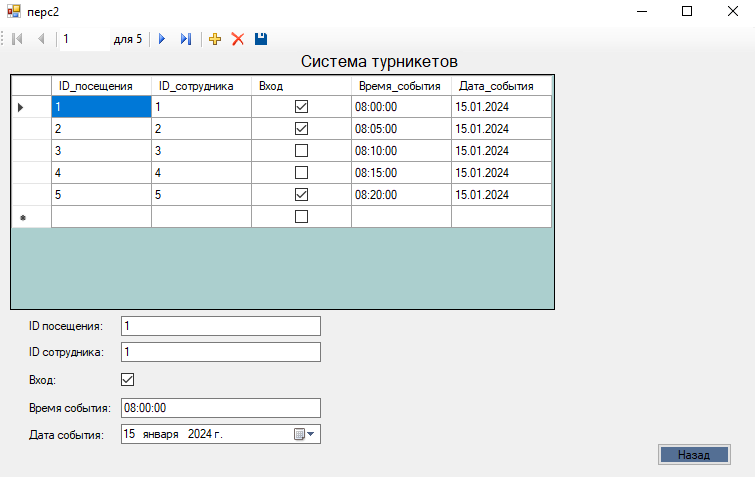 перс2
1 для 5
Система турникетов
ID_посещения ID_сотрудника Вход Время_события Дата_события
1 1 08:00:00 15.01.2024
2 2 08:05:00 15.01.2024
3 3 08:10:00 15.01.2024
4 4 08:15:00 15.01.2024
5 5 08:20:00 15.01.2024
ID посещения: 1
ID сотрудника: 1
Вход:
Время события: 08:00:00
Дата события: 15 января 2024 г.
Назад